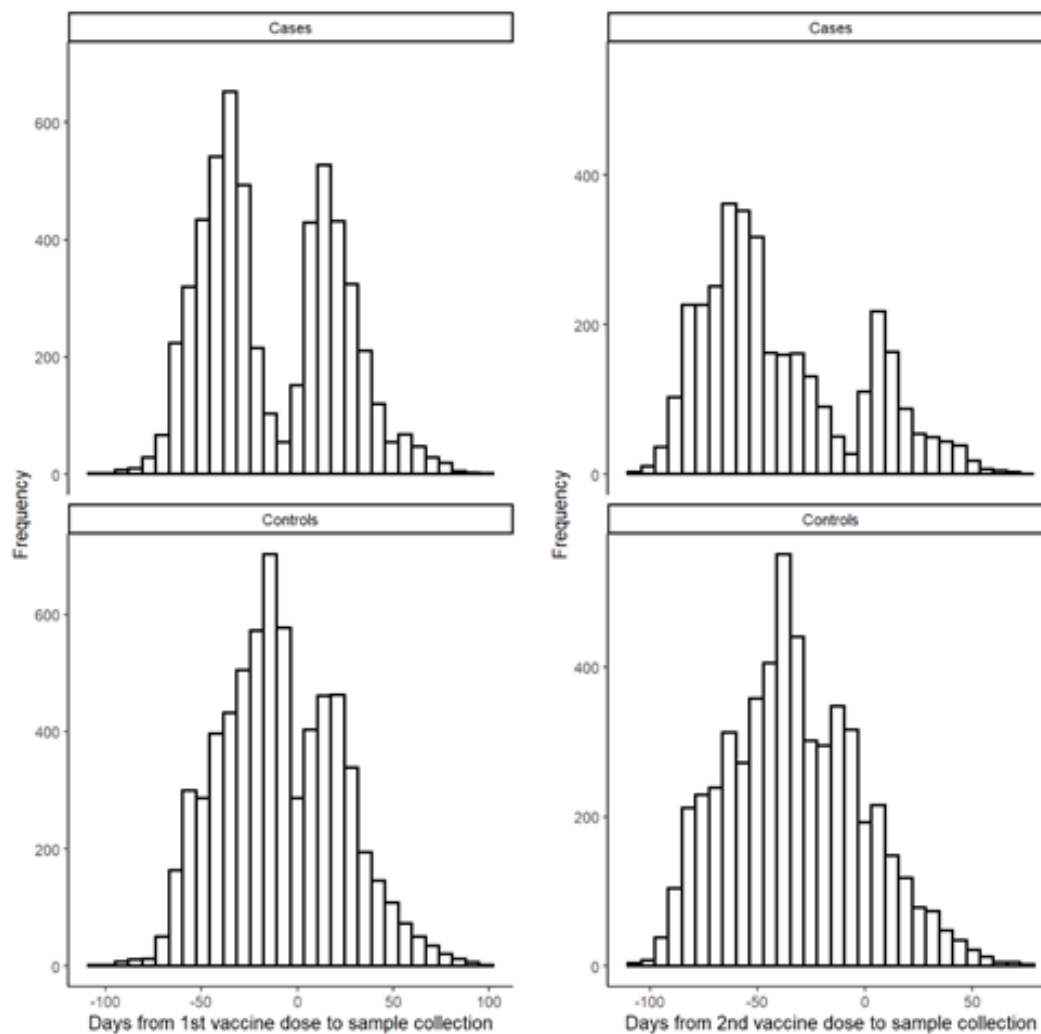 Cases
Frequency
600
400
200
0
Controls
600
400
200
0
-100 -50 0 50 100
Days from 1st vaccine dose to sample collection
Cases
Frequency
400
200
0
Controls
400
200
0
-100 -50 0 50
Days from 2nd vaccine dose to sample collection